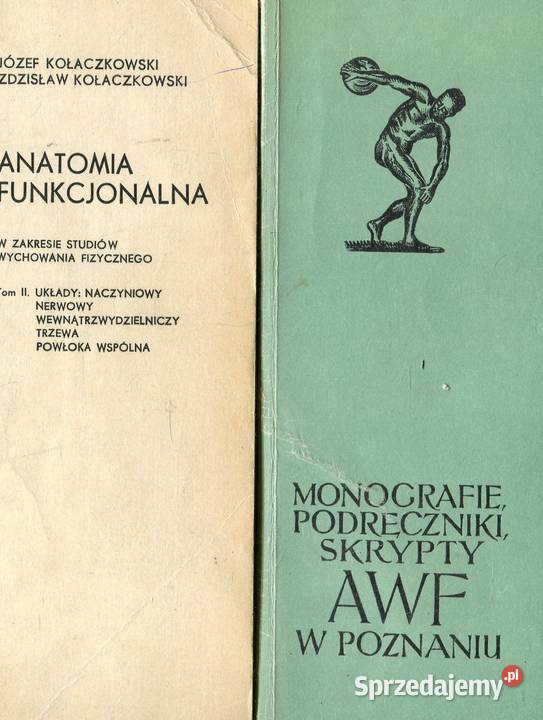 JÓZEF KOŁACZKOWSKI
ZDZISŁAW KOŁACZKOWSKI
ANATOMIA
FUNKCJONALNA
W ZAKRESIE STUDIÓW
WYCHOWANIA FIZYCZNEGO
Tom II. UKŁADY: NACZYNIOWY
NERWOWY
WEWNĄTRZWYDZIELNICZY
TRZEWA
POWŁOKA WSPÓLNA
MONOGRAFIE,
PODRĘCZNIKI,
SKRYPTY
AWF
W POZNANIU
Sprzedajemy.pl